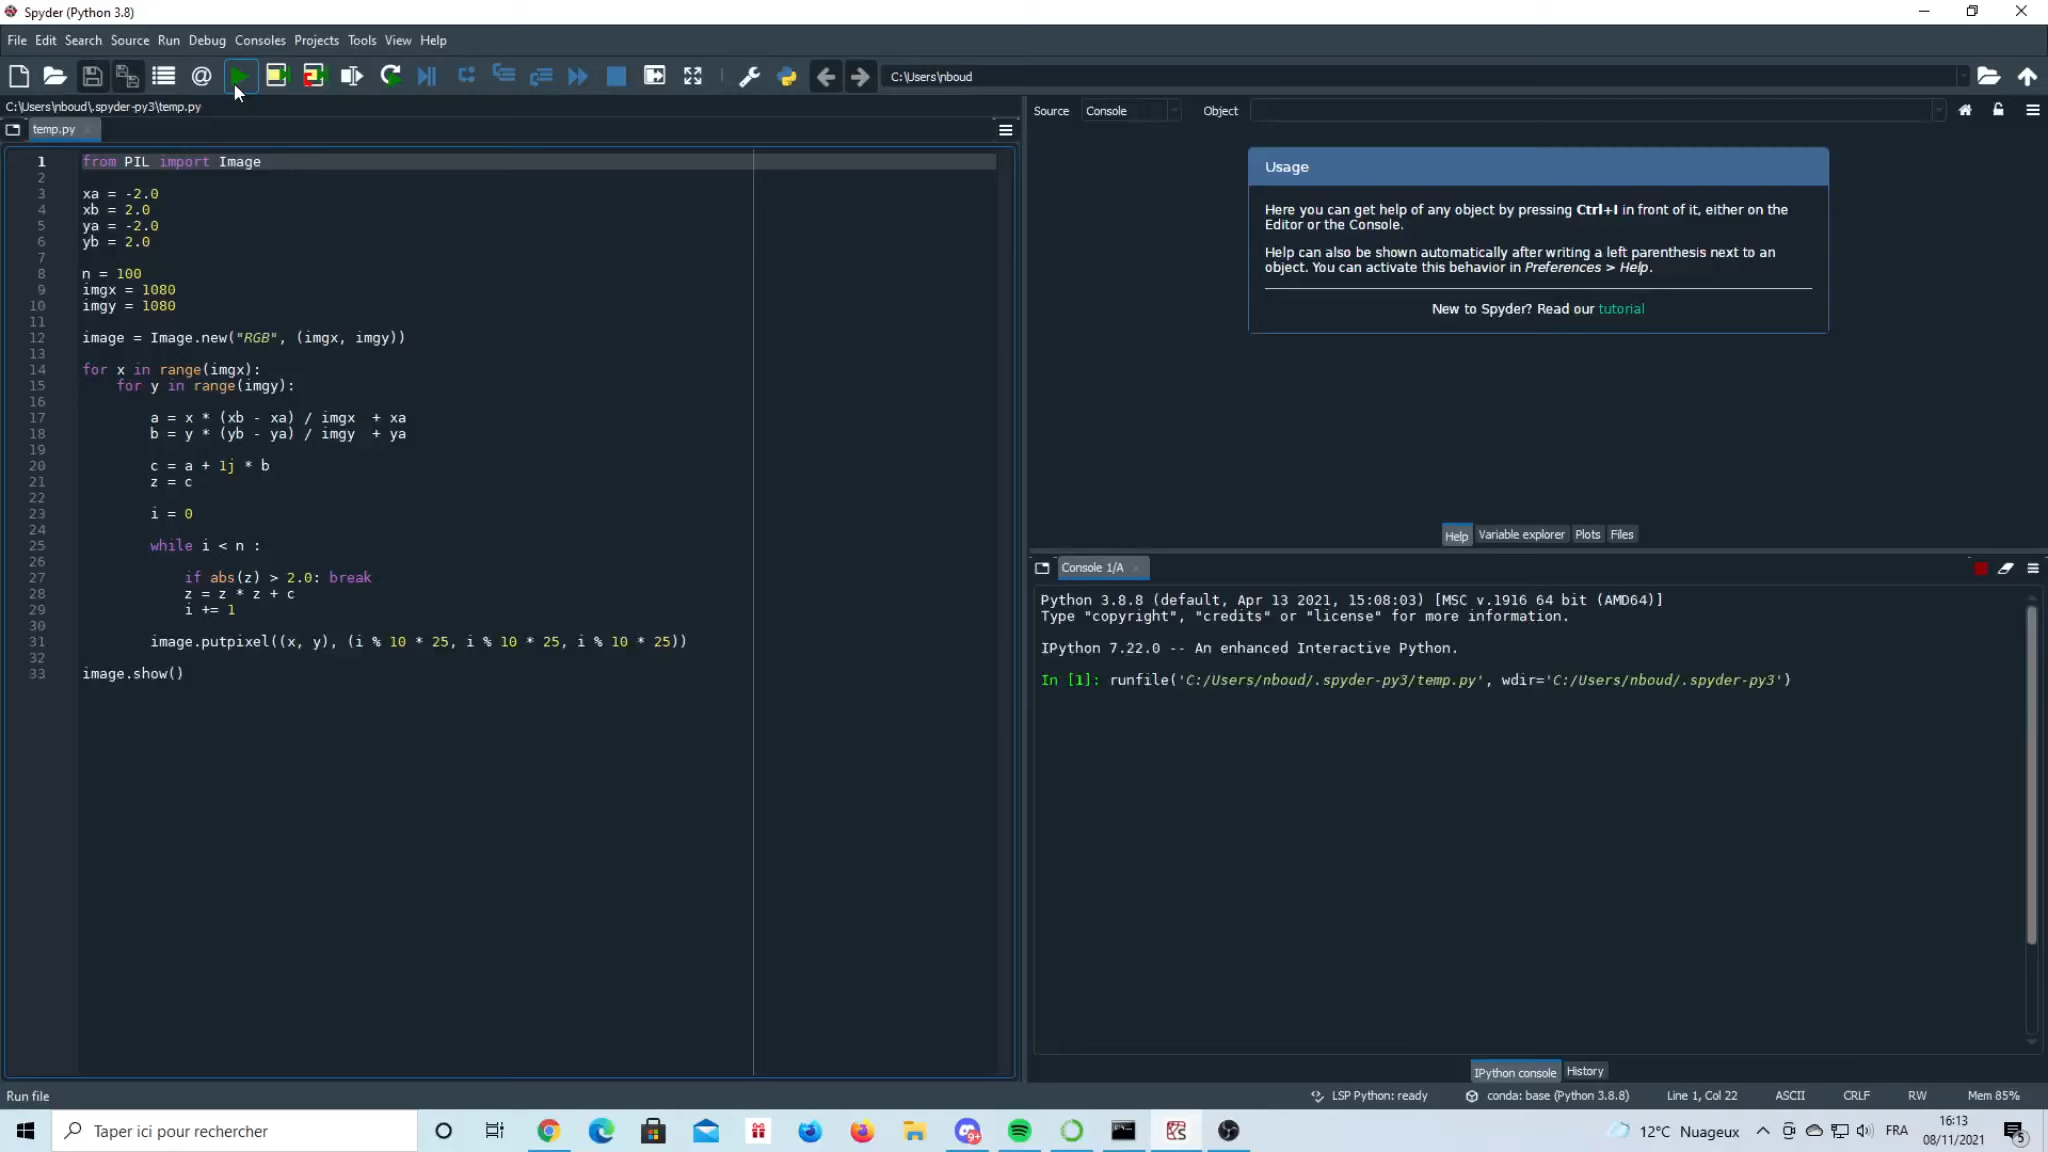 Spyder (Python 3.8)
File Edit Search Source Run Debug Consoles Projects Tools View Help
C:\Users\nboud
C:\Users\nboud\.spyder-py3\temp.py
temp.py
1 from PIL import Image
2
3 xa = -2.0
4 xb = 2.0
5 ya = -2.0
6 yb = 2.0
7
8 n = 100
9 imgx = 1080
10 imgy = 1080
11
12 image = Image.new("RGB", (imgx, imgy))
13
14 for x in range(imgx):
15 for y in range(imgy):
16
17 a = x * (xb - xa) / imgx  + xa
18 b = y * (yb - ya) / imgy  + ya
19
20 c = a + 1j * b
21 z = c
22
23 i = 0
24
25 while i < n :
26
27 if abs(z) > 2.0: break
28 z = z * z + c
29 i += 1
30
31 image.putpixel((x, y), (i % 10 * 25, i % 10 * 25, i % 10 * 25))
32
33 image.show()
Source Console Object
Usage
Here you can get help of any object by pressing Ctrl+I in front of it, either on the
Editor or the Console.
Help can also be shown automatically after writing a left parenthesis next to an
object. You can activate this behavior in Preferences > Help.
New to Spyder? Read our tutorial
Help Variable explorer Plots Files
Console 1/A
Python 3.8.8 (default, Apr 13 2021, 15:08:03) [MSC v.1916 64 bit (AMD64)]
Type "copyright", "credits" or "license" for more information.
IPython 7.22.0 -- An enhanced Interactive Python.
In [1]: runfile('C:/Users/nboud/.spyder-py3/temp.py', wdir='C:/Users/nboud/.spyder-py3')
IPython console History
Run file LSP Python: ready conda: base (Python 3.8.8) Line 1, Col 22 ASCII CRLF RW Mem 85%
Taper ici pour rechercher
9+
12°C Nuageux
FRA
16:13
08/11/2021
5